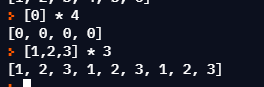 > [0] * 4
[0, 0, 0, 0]
> [1,2,3] * 3
[1, 2, 3, 1, 2, 3, 1, 2, 3]
>